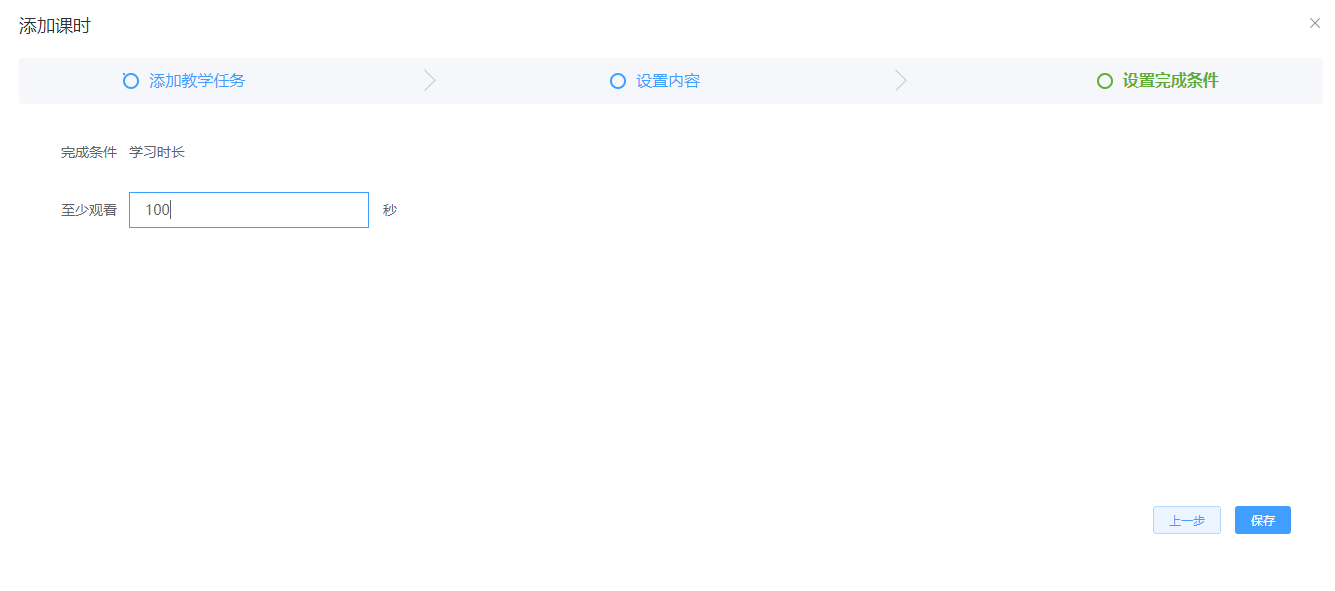 添加课时
添加教学任务
设置内容
设置完成条件
完成条件 学习时长
至少观看 100 秒
上一步 保存